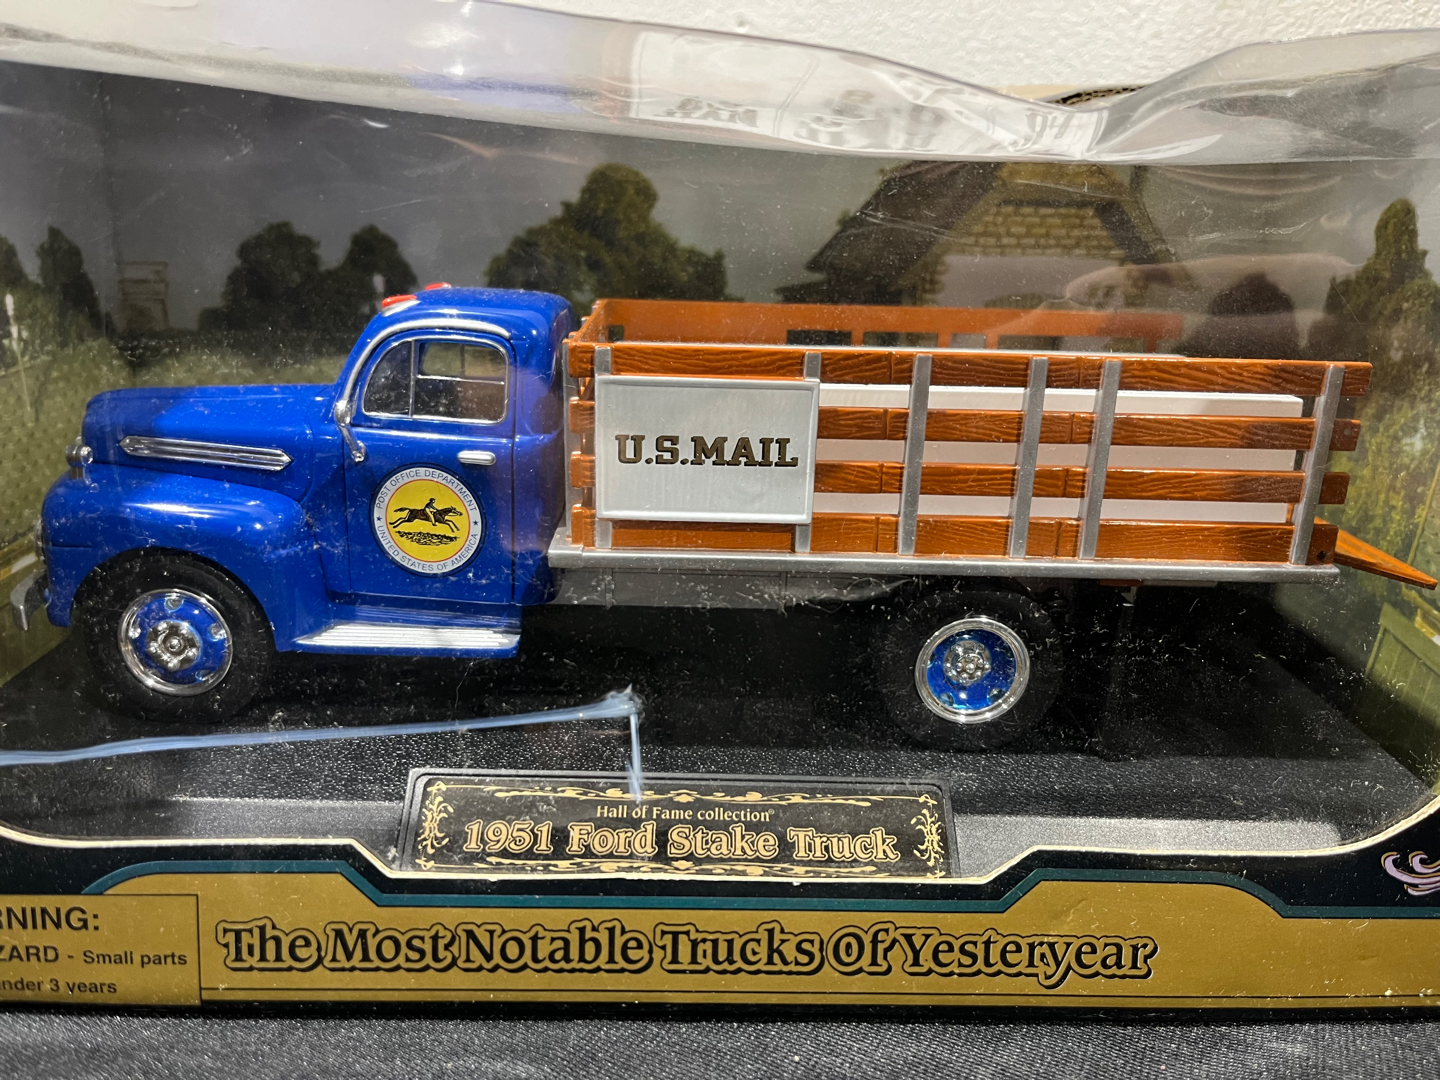 U.S.MAIL
POST OFFICE DEPARTMENT
UNITED STATES OF AMERICA
Hall of Fame collection®
1951 Ford Stake Truck
RNING:
ZARD - Small parts
nder 3 years
The Most Notable Trucks Of Yesteryear